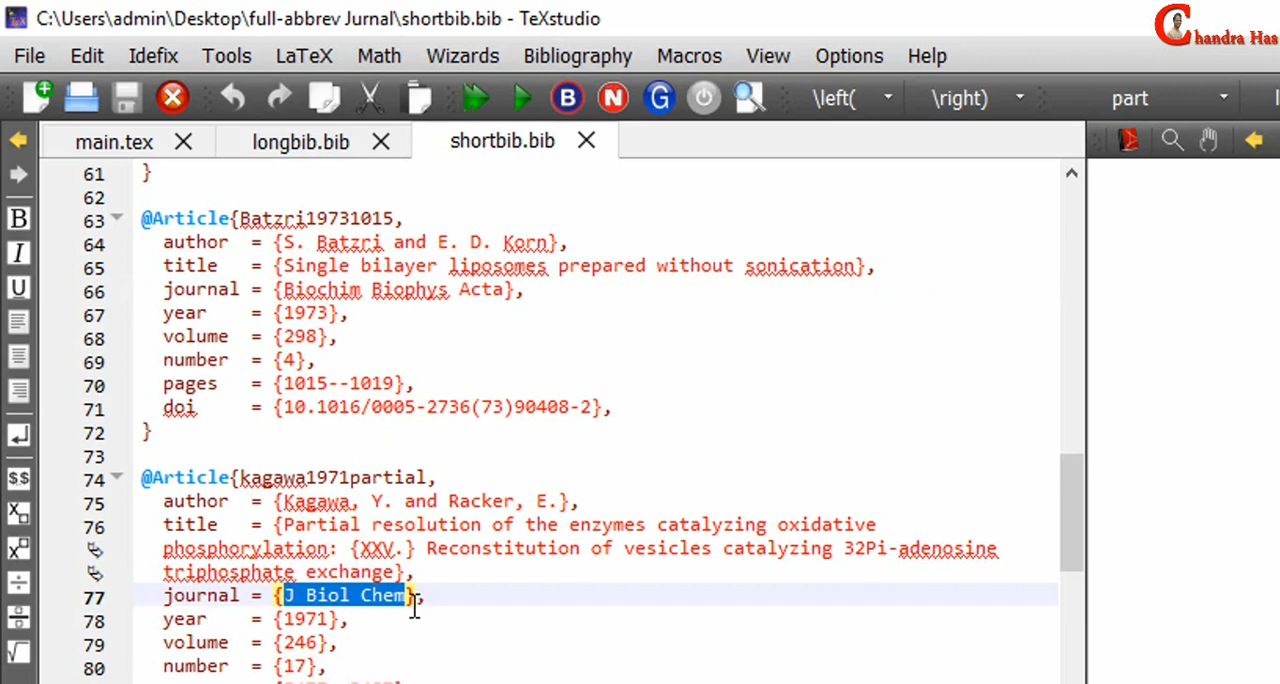 C:\Users\admin\Desktop\full-abbrev Jurnal\shortbib.bib - TeXstudio
Chandra Has
File Edit Idefix Tools LaTeX Math Wizards Bibliography Macros View Options Help
B N G \left( \right) part
main.tex longbib.bib shortbib.bib
61 }
62
63 @Article{Batzri19731015,
64 author = {S. Batzri and E. D. Korn},
65 title = {Single bilayer liposomes prepared without sonication},
66 journal = {Biochim Biophys Acta},
67 year = {1973},
68 volume = {298},
69 number = {4},
70 pages = {1015--1019},
71 doi = {10.1016/0005-2736(73)90408-2},
72 }
73
74 @Article{kagawa1971partial,
75 author = {Kagawa, Y. and Racker, E.},
76 title = {Partial resolution of the enzymes catalyzing oxidative
phosphorylation: {XXV.} Reconstitution of vesicles catalyzing 32Pi-adenosine
triphosphate exchange},
77 journal = {J Biol Chem},
78 year = {1971},
79 volume = {246},
80 number = {17},
B
I
U
$$